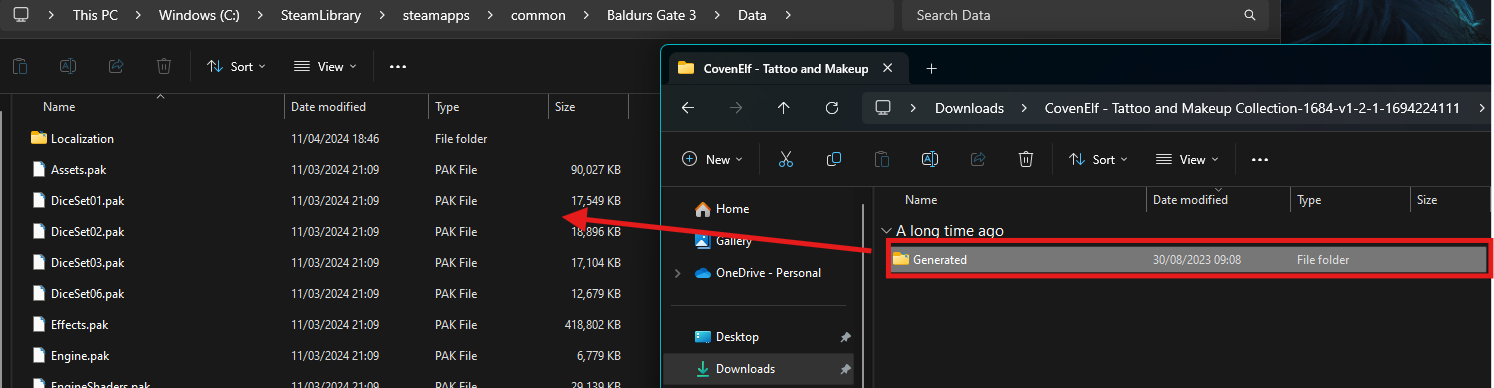 This PC > Windows (C:) > SteamLibrary > steamapps > common > Baldurs Gate 3 > Data >
Search Data
Sort
View
Name
Date modified
Type
Size
Localization 11/04/2024 18:46 File folder
Assets.pak 11/03/2024 21:09 PAK File 90,027 KB
DiceSet01.pak 11/03/2024 21:09 PAK File 17,549 KB
DiceSet02.pak 11/03/2024 21:09 PAK File 18,896 KB
DiceSet03.pak 11/03/2024 21:09 PAK File 17,104 KB
DiceSet06.pak 11/03/2024 21:09 PAK File 12,679 KB
Effects.pak 11/03/2024 21:09 PAK File 418,802 KB
Engine.pak 11/03/2024 21:09 PAK File 6,779 KB
EngineShaders.pak 11/03/2024 21:09 PAK File 29,139 KB
CovenElf - Tattoo and Makeup
Downloads > CovenElf - Tattoo and Makeup Collection-1684-v1-2-1-1694224111 >
New
Sort
View
Home
Gallery
OneDrive - Personal
Desktop
Downloads
Name
Date modified
Type
Size
A long time ago
Generated 30/08/2023 09:08 File folder